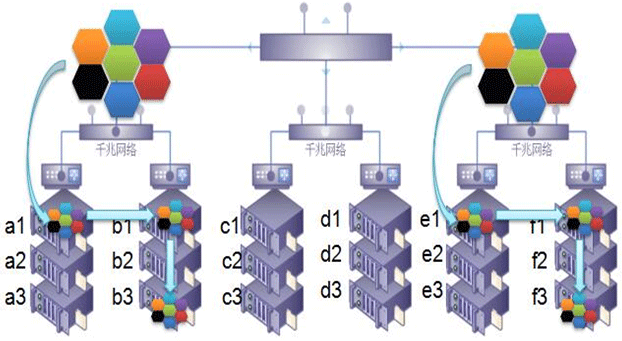 千兆网络 千兆网络 千兆网络
a1 b1 c1 d1 e1 f1
a2 b2 c2 d2 e2 f2
a3 b3 c3 d3 e3 f3